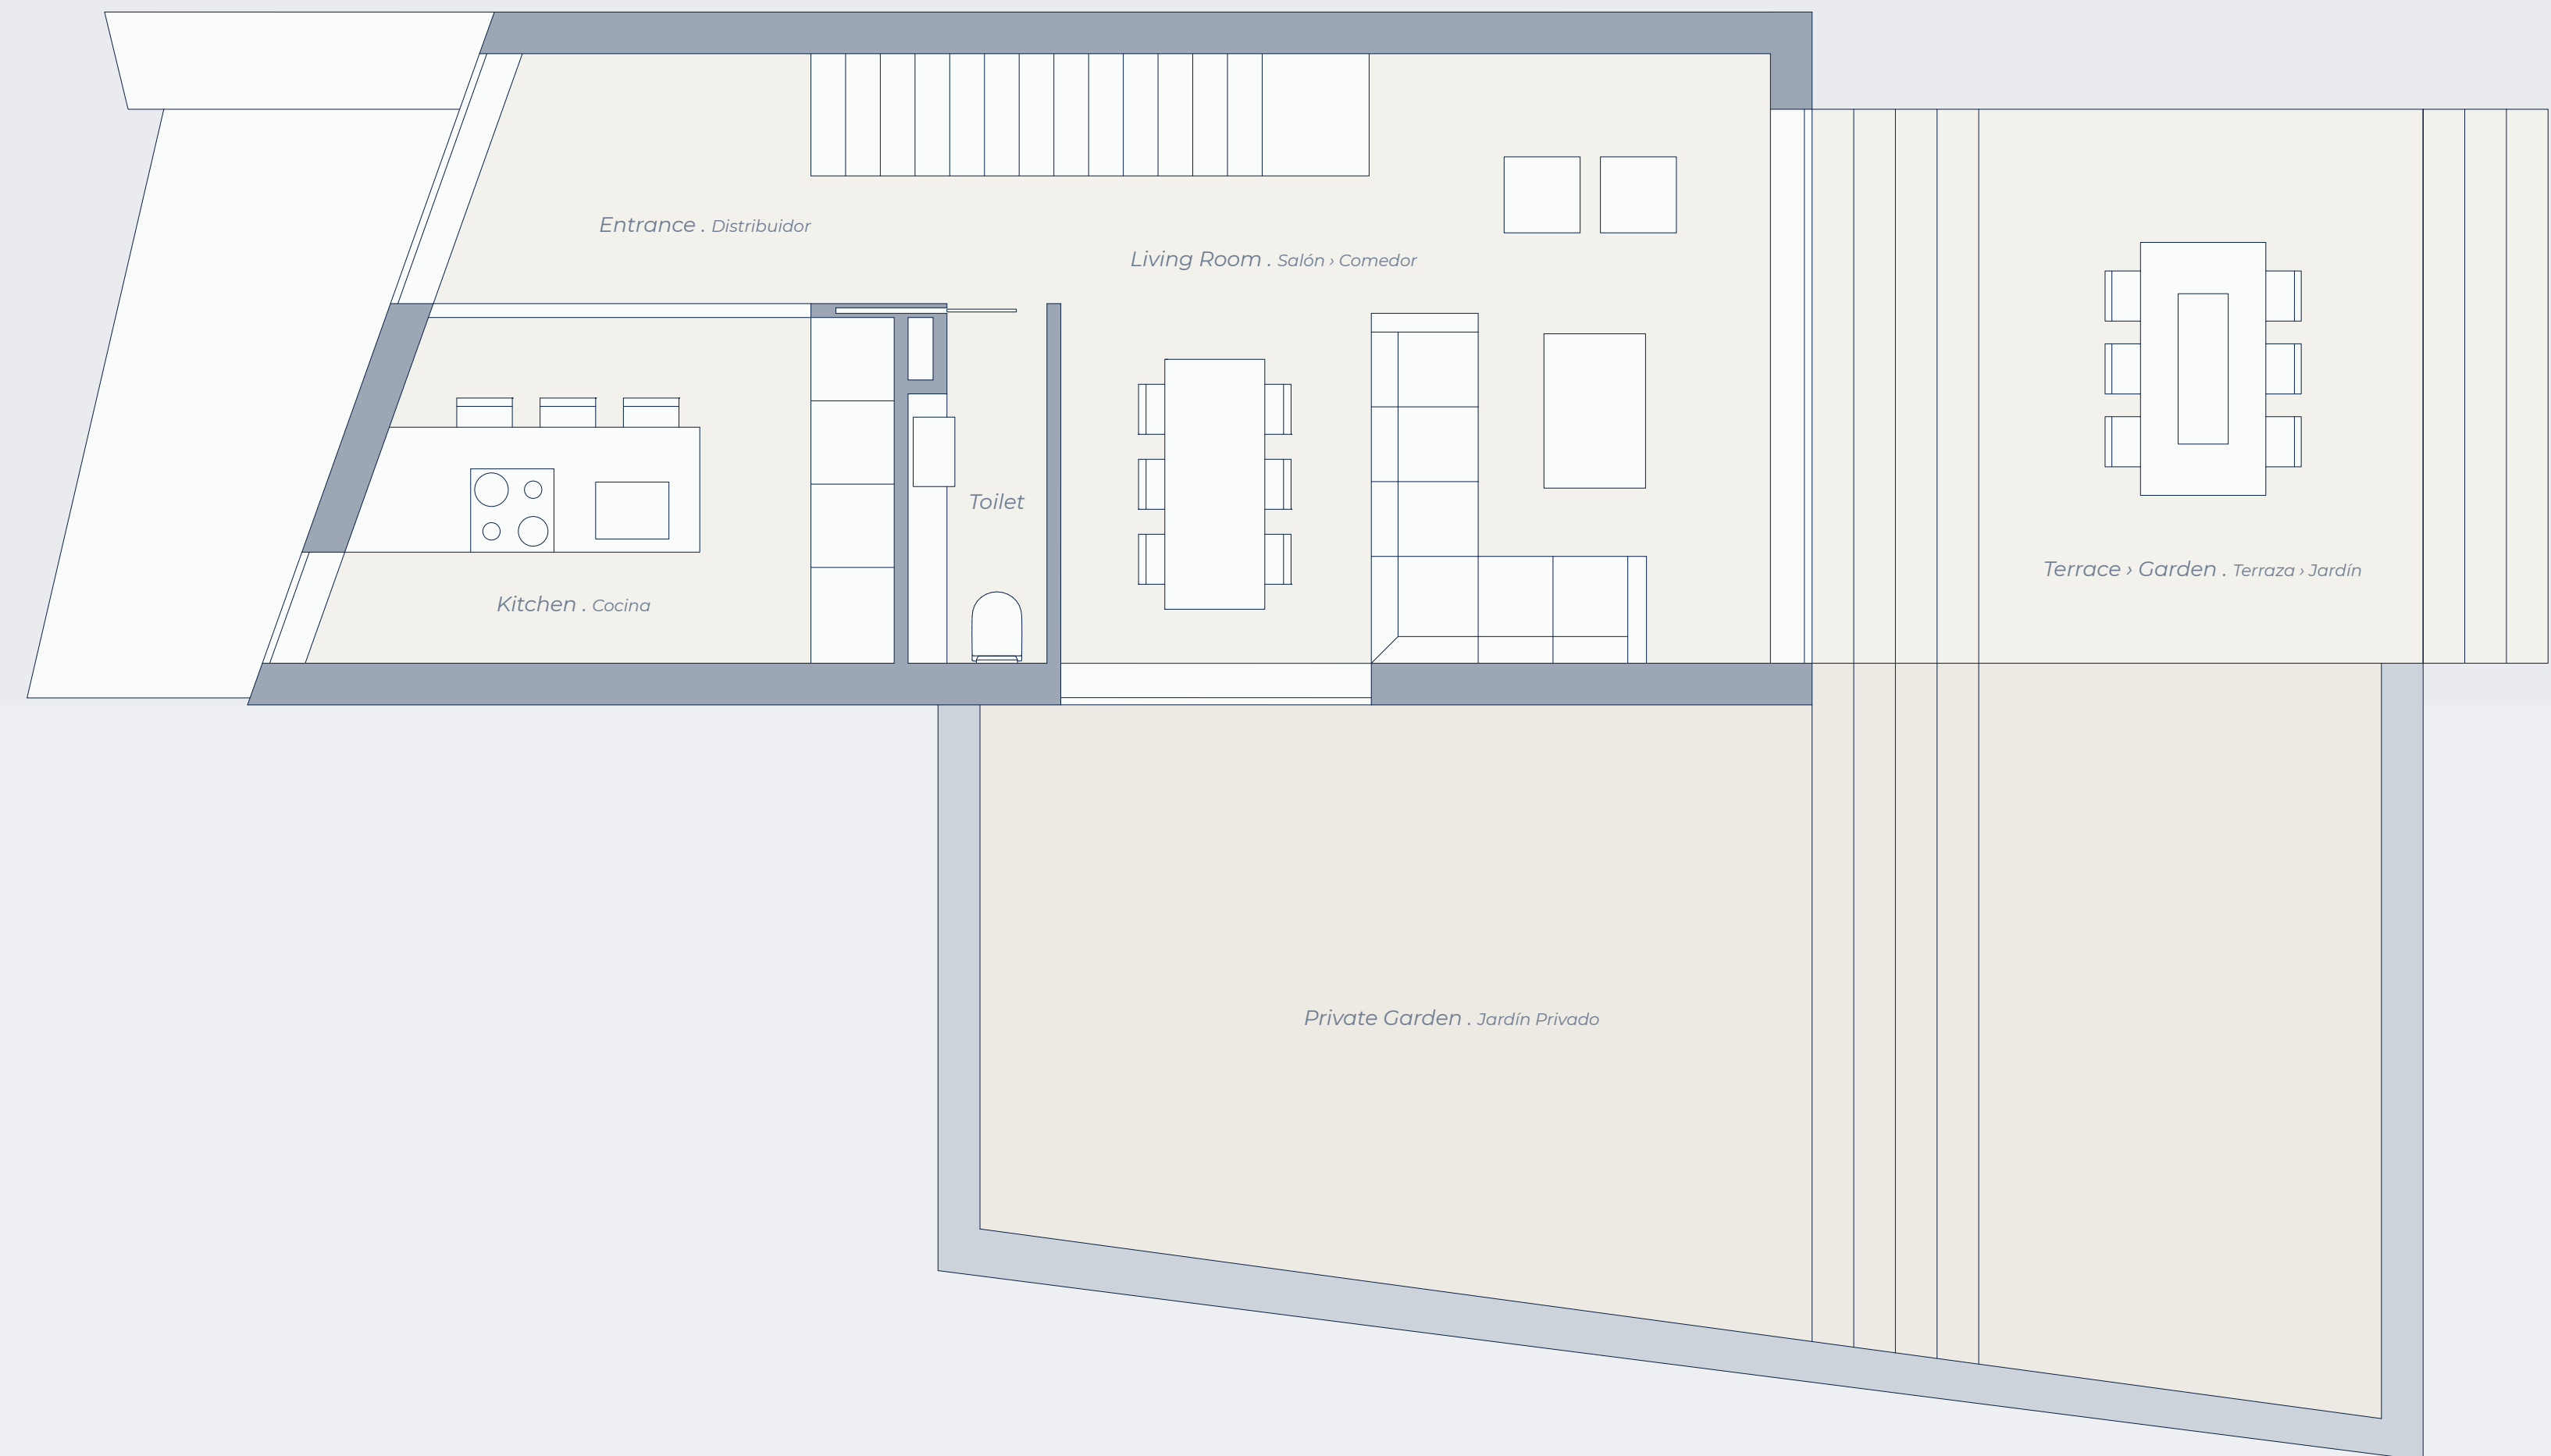 Entrance . Distribuidor
Living Room . Salón › Comedor
Toilet
Terrace › Garden . Terraza › Jardín
Kitchen . Cocina
Private Garden . Jardín Privado